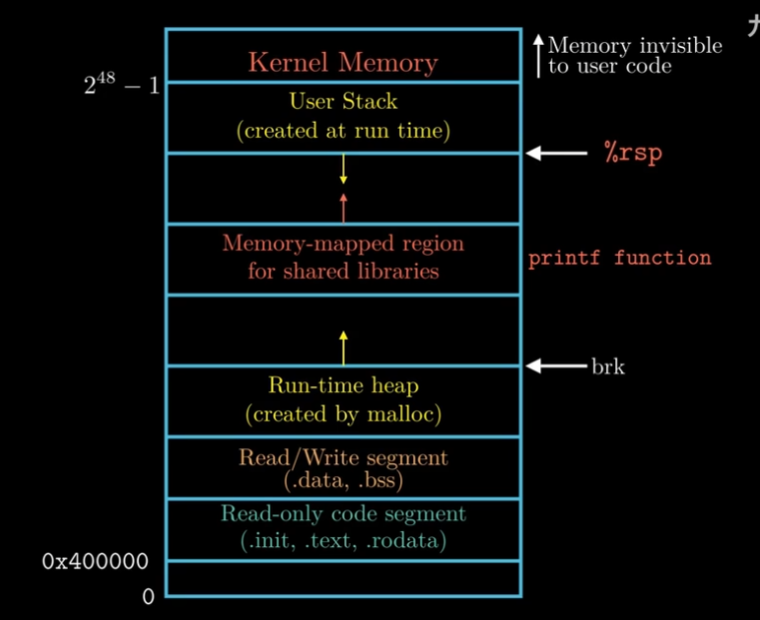 Kernel Memory
Memory invisible
to user code
2^48 − 1
User Stack
(created at run time)
%rsp
Memory-mapped region
for shared libraries
printf function
brk
Run-time heap
(created by malloc)
Read/Write segment
(.data, .bss)
Read-only code segment
(.init, .text, .rodata)
0x400000
0